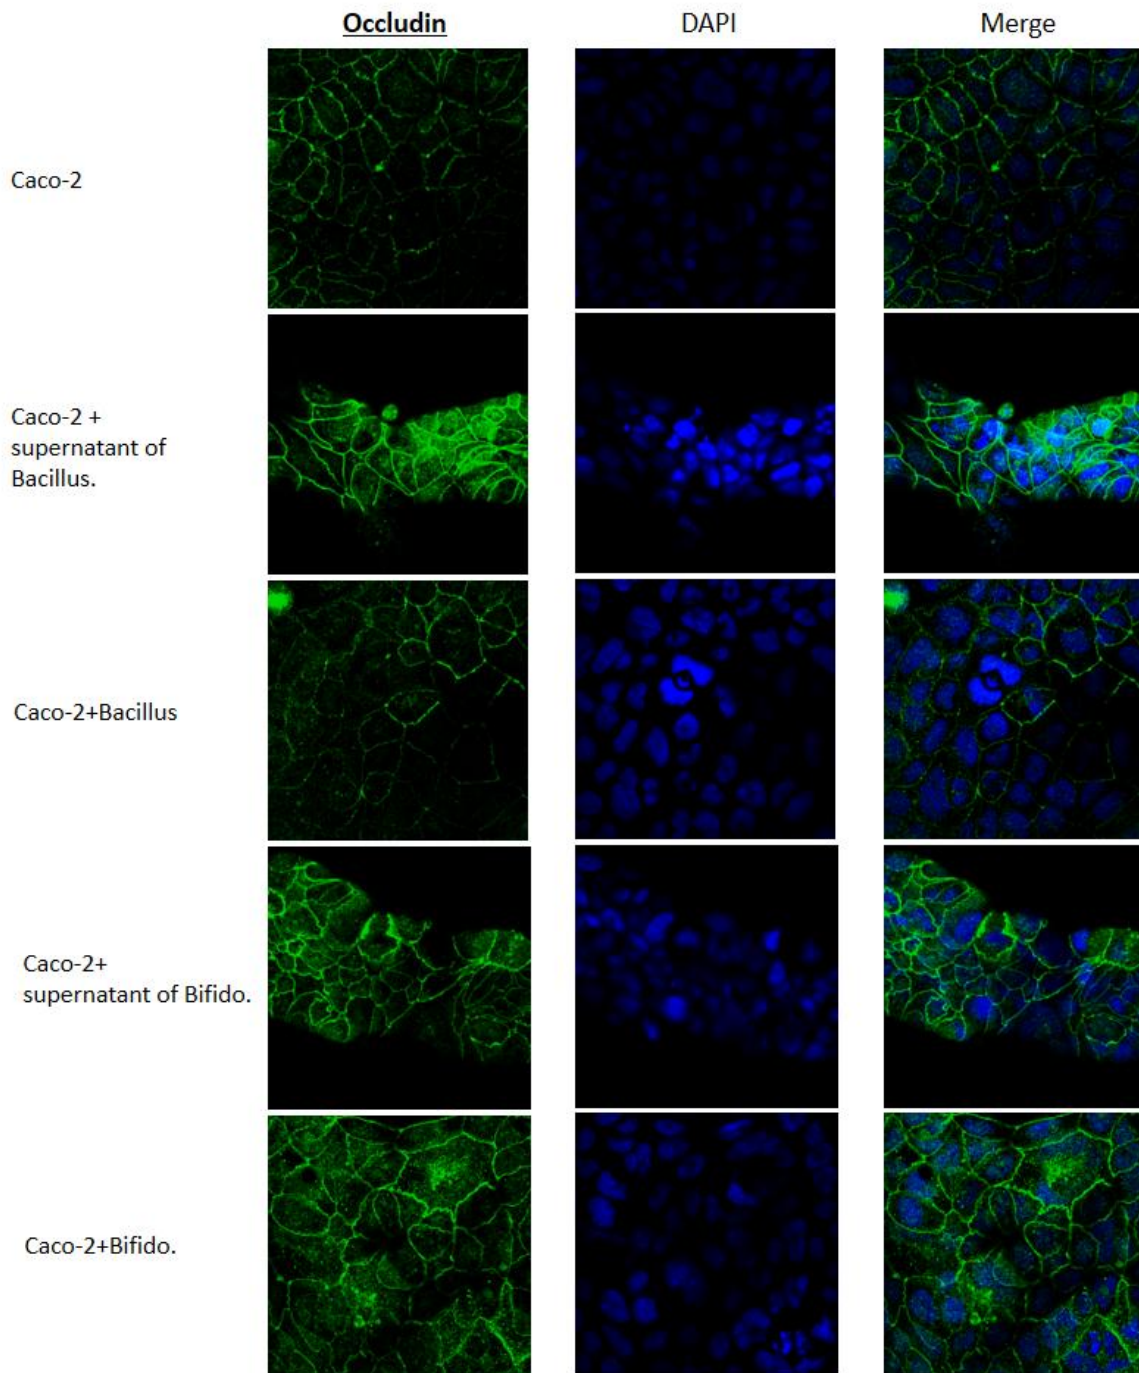 Occludin
DAPI
Merge
Caco-2
Caco-2 +
supernatant of
Bacillus.
Caco-2+Bacillus
Caco-2+
supernatant of Bifido.
Caco-2+Bifido.